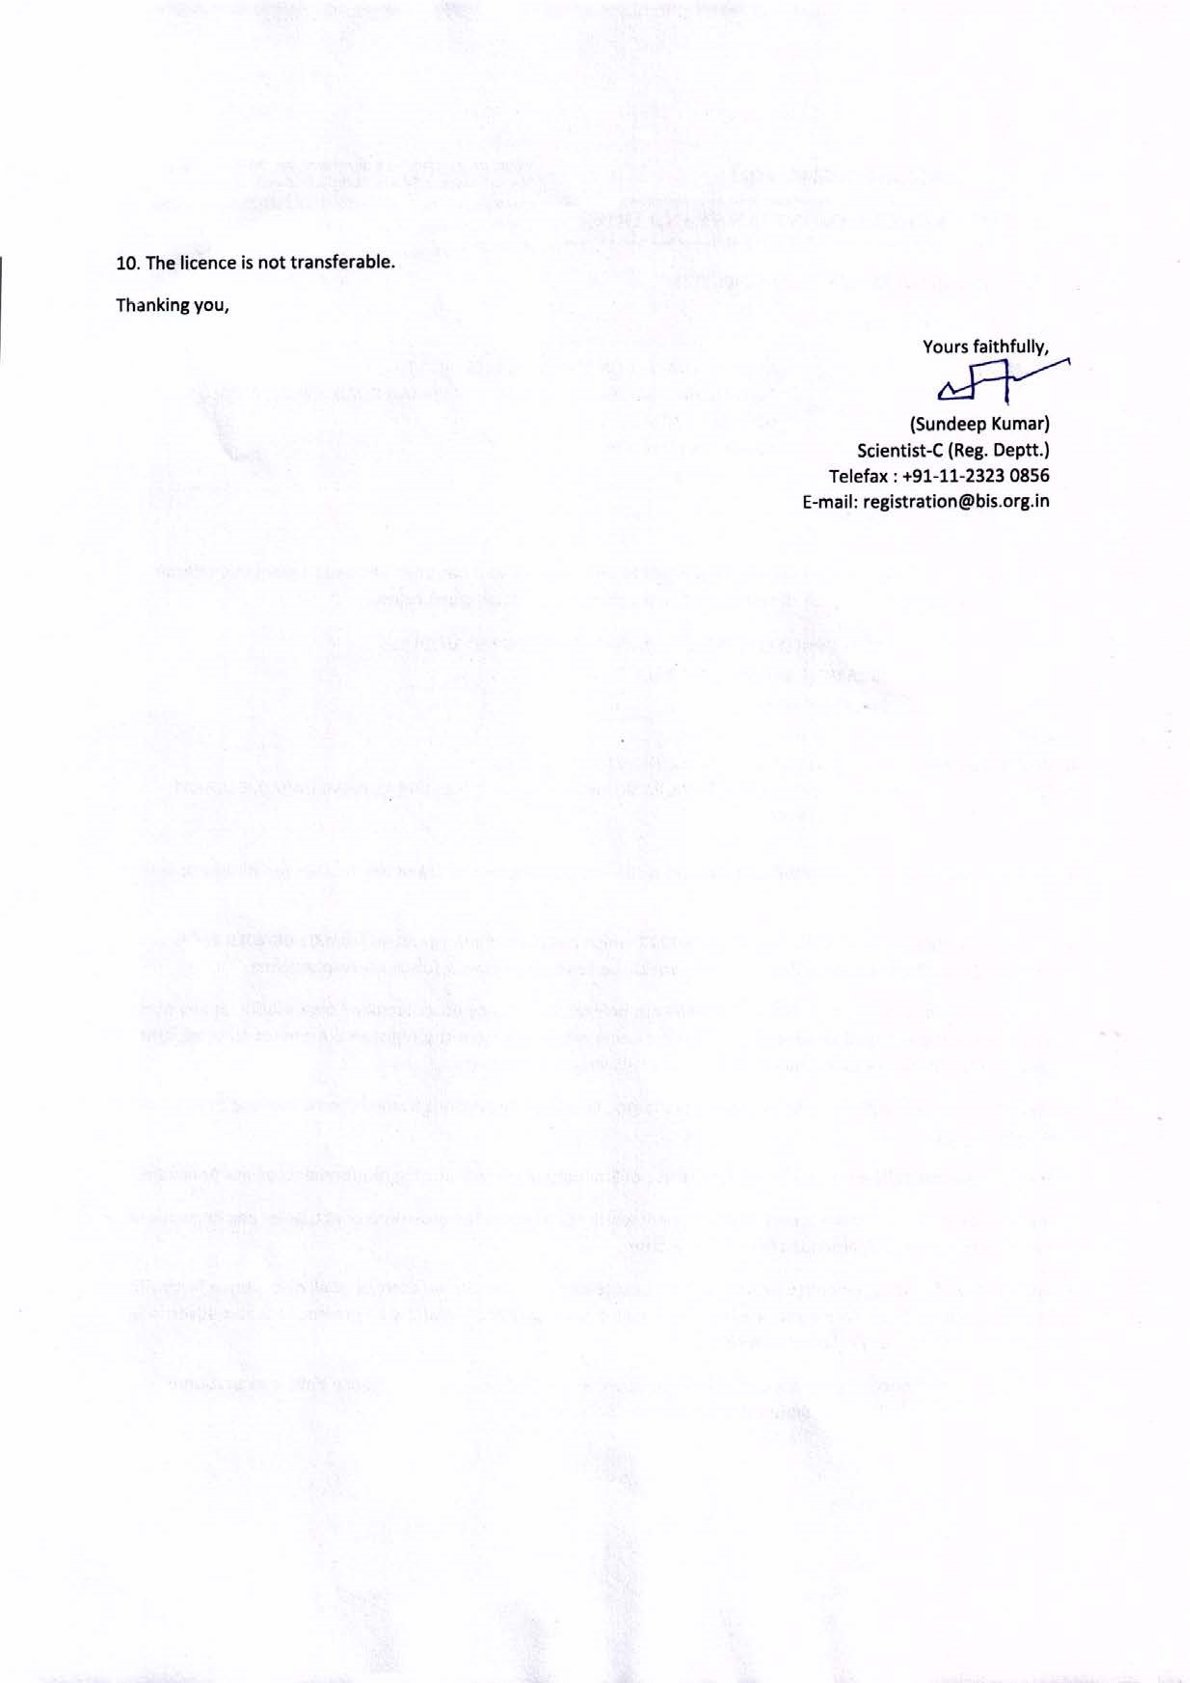 10. The licence is not transferable.
Thanking you,
Yours faithfully,
(Sundeep Kumar)
Scientist-C (Reg. Deptt.)
Telefax : +91-11-2323 0856
E-mail: registration@bis.org.in